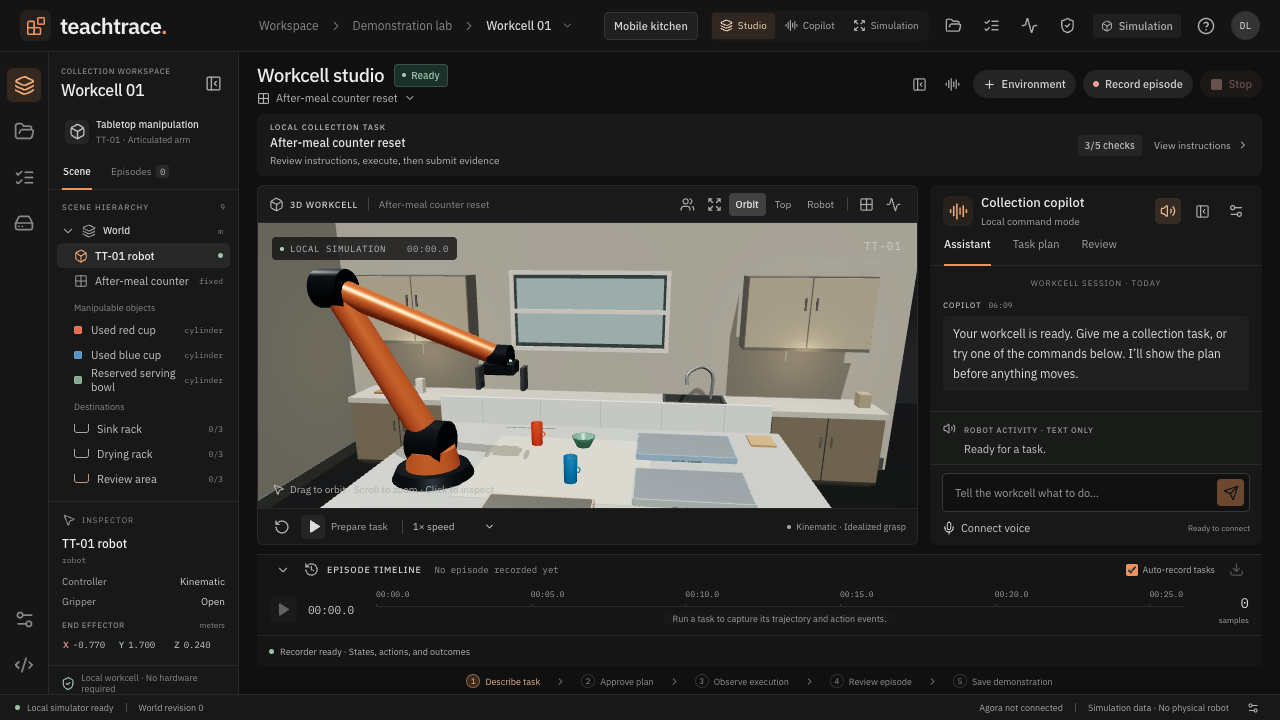 teachtrace.
Workspace
Demonstration lab
Workcell 01
Mobile kitchen
Studio
Copilot
Simulation
Simulation
DL
COLLECTION WORKSPACE
Workcell 01
Tabletop manipulation
TT-01 · Articulated arm
Scene
Episodes 0
SCENE HIERARCHY 9
World m
TT-01 robot
After-meal counter fixed
Manipulable objects
Used red cup cylinder
Used blue cup cylinder
Reserved serving bowl cylinder
Destinations
Sink rack 0/3
Drying rack 0/3
Review area 0/3
INSPECTOR
TT-01 robot
robot
Controller Kinematic
Gripper Open
END EFFECTOR meters
X -0.770 Y 1.700 Z 0.240
Local workcell · No hardware required
Workcell studio
Ready
After-meal counter reset
Environment
Record episode
Stop
LOCAL COLLECTION TASK
After-meal counter reset
Review instructions, execute, then submit evidence
3/5 checks
View instructions
3D WORKCELL
After-meal counter reset
Orbit
Top
Robot
LOCAL SIMULATION 00:00.0
TT-01
Drag to orbit · Scroll to zoom · Click to inspect
Prepare task
1× speed
Kinematic · Idealized grasp
Collection copilot
Local command mode
Assistant
Task plan
Review
WORKCELL SESSION · TODAY
COPILOT 06:09
Your workcell is ready. Give me a collection task, or
try one of the commands below. I'll show the plan
before anything moves.
ROBOT ACTIVITY · TEXT ONLY
Ready for a task.
Tell the workcell what to do...
Connect voice
Ready to connect
EPISODE TIMELINE
No episode recorded yet
Auto-record tasks
00:00.0
00:00.0 00:05.0 00:10.0 00:15.0 00:20.0 00:25.0
Run a task to capture its trajectory and action events.
0
samples
Recorder ready · States, actions, and outcomes
1 Describe task
2 Approve plan
3 Observe execution
4 Review episode
5 Save demonstration
Local simulator ready
World revision 0
Agora not connected
Simulation data · No physical robot